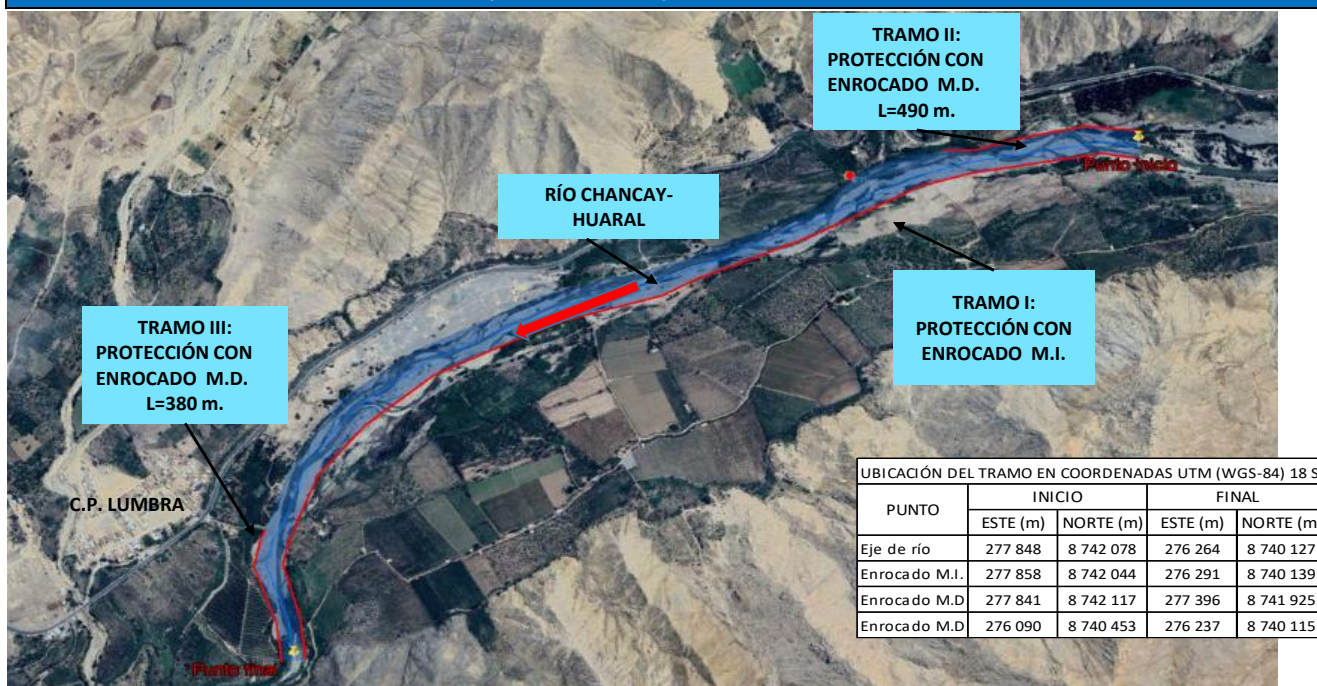 TRAMO II:
PROTECCIÓN CON
ENROCADO M.D.
L=490 m.
Punto inicio
RÍO CHANCAY-
HUARAL
TRAMO I:
PROTECCIÓN CON
ENROCADO M.I.
TRAMO III:
PROTECCIÓN CON
ENROCADO M.D.
L=380 m.
C.P. LUMBRA
Punto final
UBICACIÓN DEL TRAMO EN COORDENADAS UTM (WGS-84) 18 S
PUNTO INICIO FINAL
ESTE (m) NORTE (m) ESTE (m) NORTE (m
Eje de río 277 848 8 742 078 276 264 8 740 127
Enrocado M.I. 277 858 8 742 044 276 291 8 740 139
Enrocado M.D 277 841 8 742 117 277 396 8 741 925
Enrocado M.D 276 090 8 740 453 276 237 8 740 115